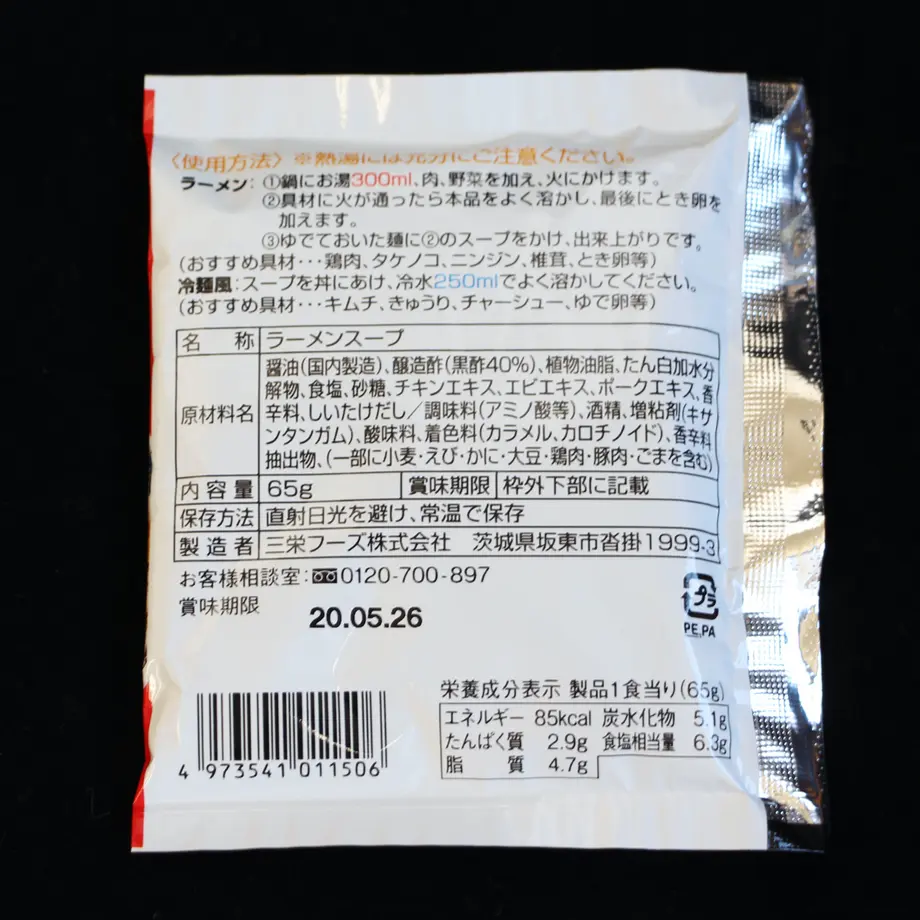 〈使用方法〉※熱湯には充分にご注意ください。
ラーメン：①鍋にお湯300ml、肉、野菜を加え、火にかけます。
②具材に火が通ったら本品をよく溶かし、最後にとき卵を
加えます。
③ゆでておいた麺に②のスープをかけ、出来上がりです。
(おすすめ具材･･･鶏肉、タケノコ、ニンジン、椎茸、とき卵等)
冷麺風：スープを丼にあけ、冷水250mlでよく溶かしてください。
(おすすめ具材･･･キムチ、きゅうり、チャーシュー、ゆで卵等)
名称 ラーメンスープ
原材料名 醤油(国内製造)、醸造酢(黒酢40%)、植物油脂、たん白加水分
解物、食塩、砂糖、チキンエキス、エビエキス、ポークエキス、香
辛料、しいたけだし／調味料(アミノ酸等)、酒精、増粘剤(キサ
ンタンガム)、酸味料、着色料(カラメル、カロチノイド)、香辛料
抽出物、(一部に小麦・えび・かに・大豆・鶏肉・豚肉・ごまを含む)
内容量 65g 賞味期限 枠外下部に記載
保存方法 直射日光を避け、常温で保存
製造者 三栄フーズ株式会社 茨城県坂東市沓掛1999-3
お客様相談室：0120-700-897
賞味期限
20.05.26
プラ
PE,PA
栄養成分表示 製品1食当り(65g)
エネルギー 85kcal 炭水化物 5.1g
たんぱく質 2.9g 食塩相当量 6.3g
脂質 4.7g
4 973541 011506